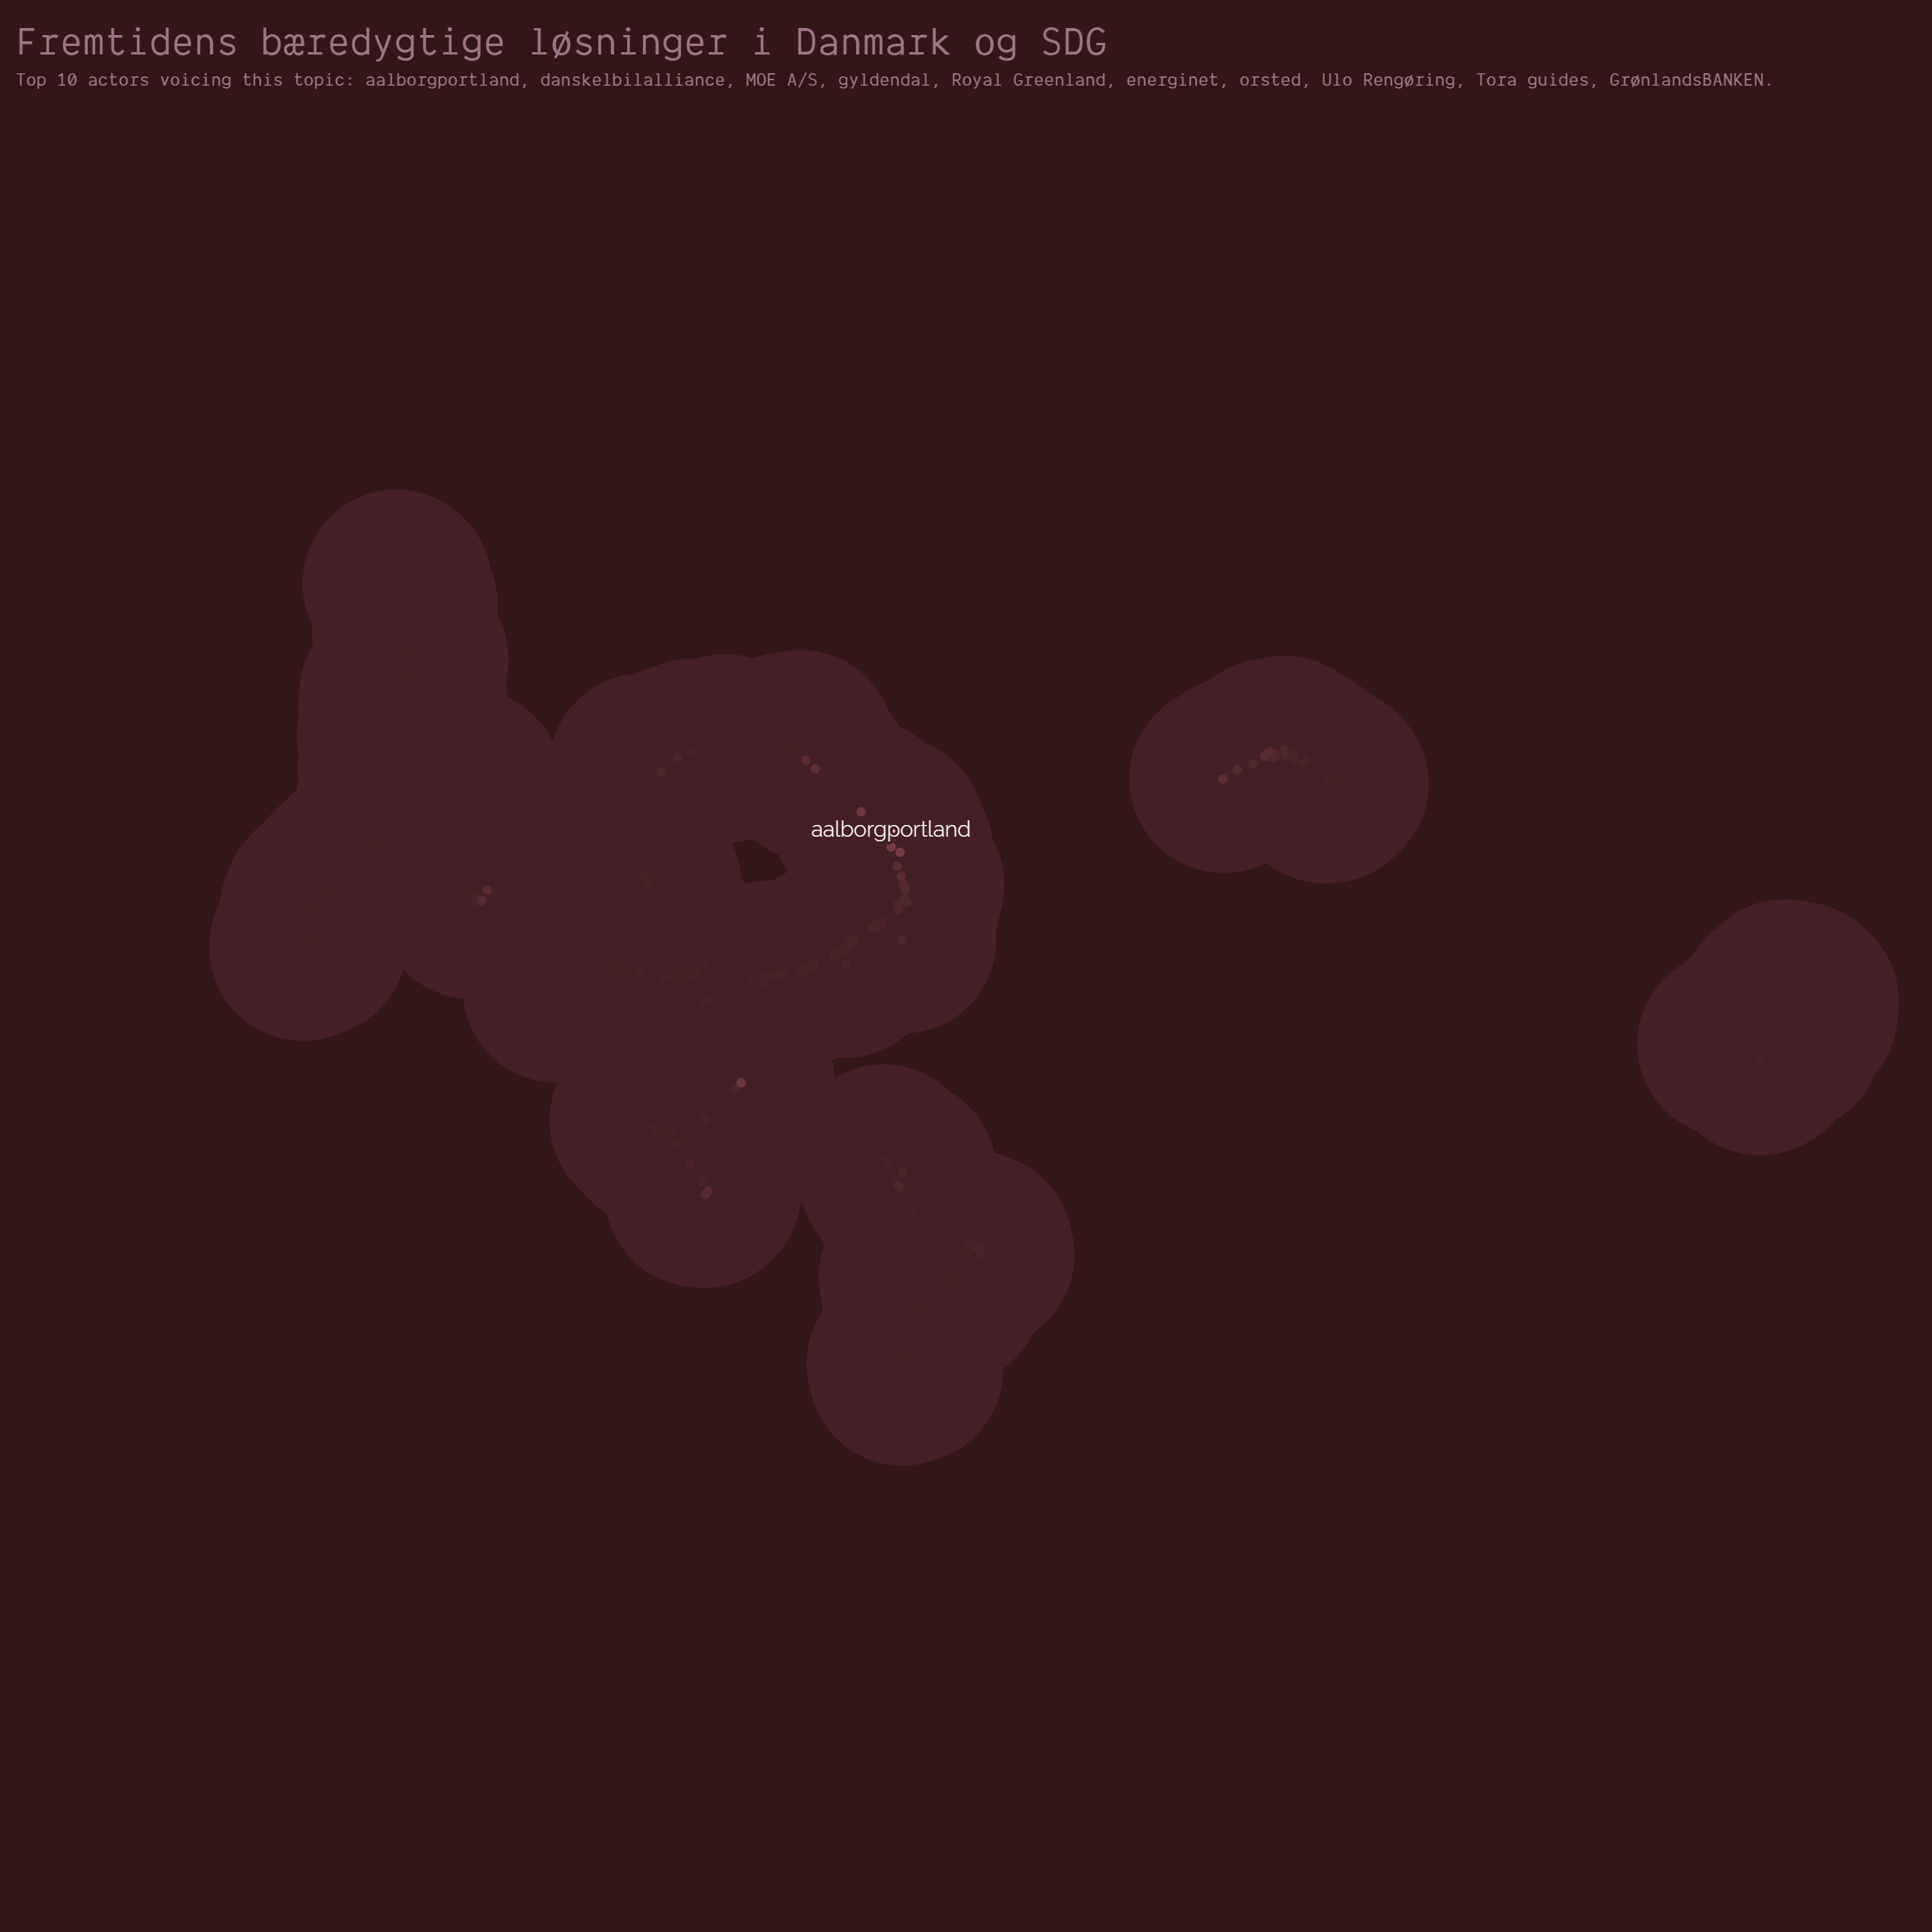 Fremtidens bæredygtige løsninger i Danmark og SDG
Top 10 actors voicing this topic: aalborgportland, danskelbilalliance, MOE A/S, gyldendal, Royal Greenland, energinet, orsted, Ulo Rengøring, Tora guides, GrønlandsBANKEN.
aalborgportland